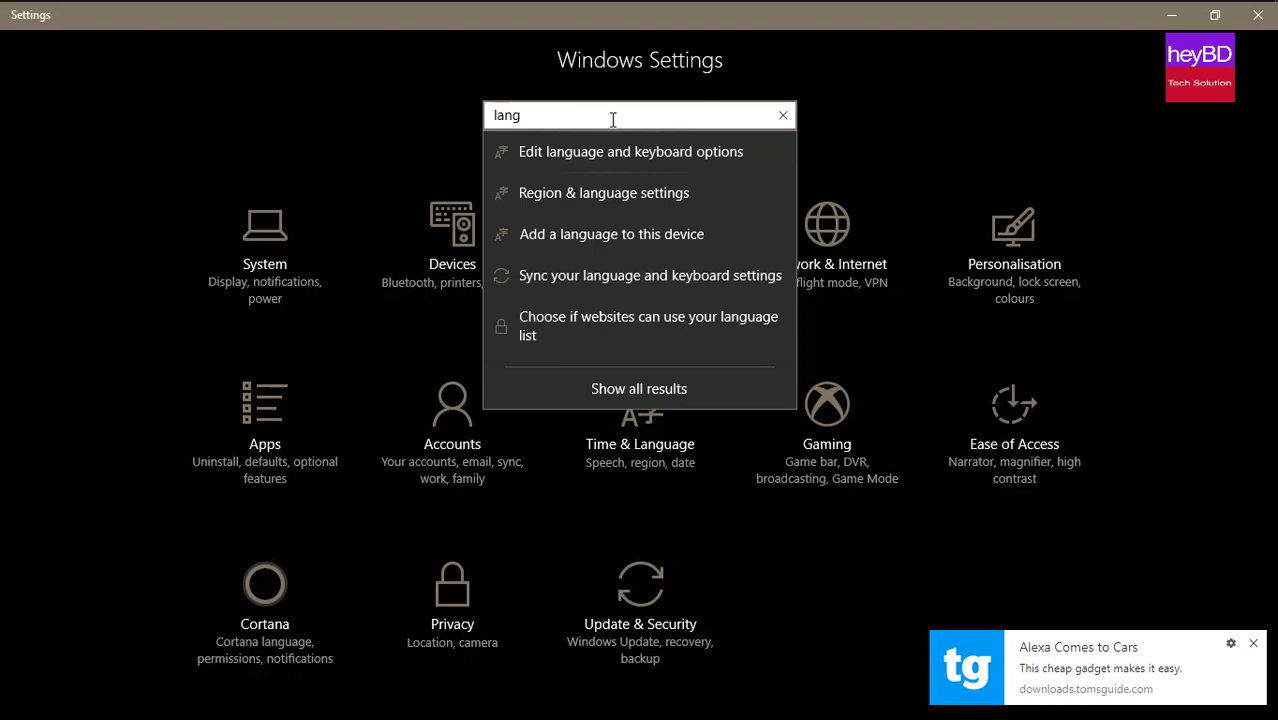 Settings
Windows Settings
heyBD
Tech Solution
lang
Edit language and keyboard options
Region & language settings
Add a language to this device
Sync your language and keyboard settings
Choose if websites can use your language
list
Show all results
System
Display, notifications,
power
Devices
Bluetooth, printers,
ork & Internet
flight mode, VPN
Personalisation
Background, lock screen,
colours
Apps
Uninstall, defaults, optional
features
Accounts
Your accounts, email, sync,
work, family
Time & Language
Speech, region, date
Gaming
Game bar, DVR,
broadcasting, Game Mode
Ease of Access
Narrator, magnifier, high
contrast
Cortana
Cortana language,
permissions, notifications
Privacy
Location, camera
Update & Security
Windows Update, recovery,
backup
tg
Alexa Comes to Cars
This cheap gadget makes it easy.
downloads.tomsguide.com